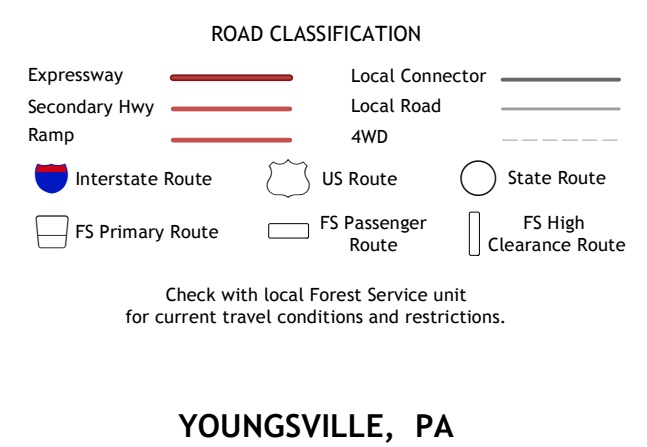 ROAD CLASSIFICATION
Expressway
Local Connector
Secondary Hwy
Local Road
Ramp
4WD
Interstate Route
US Route
State Route
FS Primary Route
FS Passenger
Route
FS High
Clearance Route
Check with local Forest Service unit
for current travel conditions and restrictions.
YOUNGSVILLE, PA